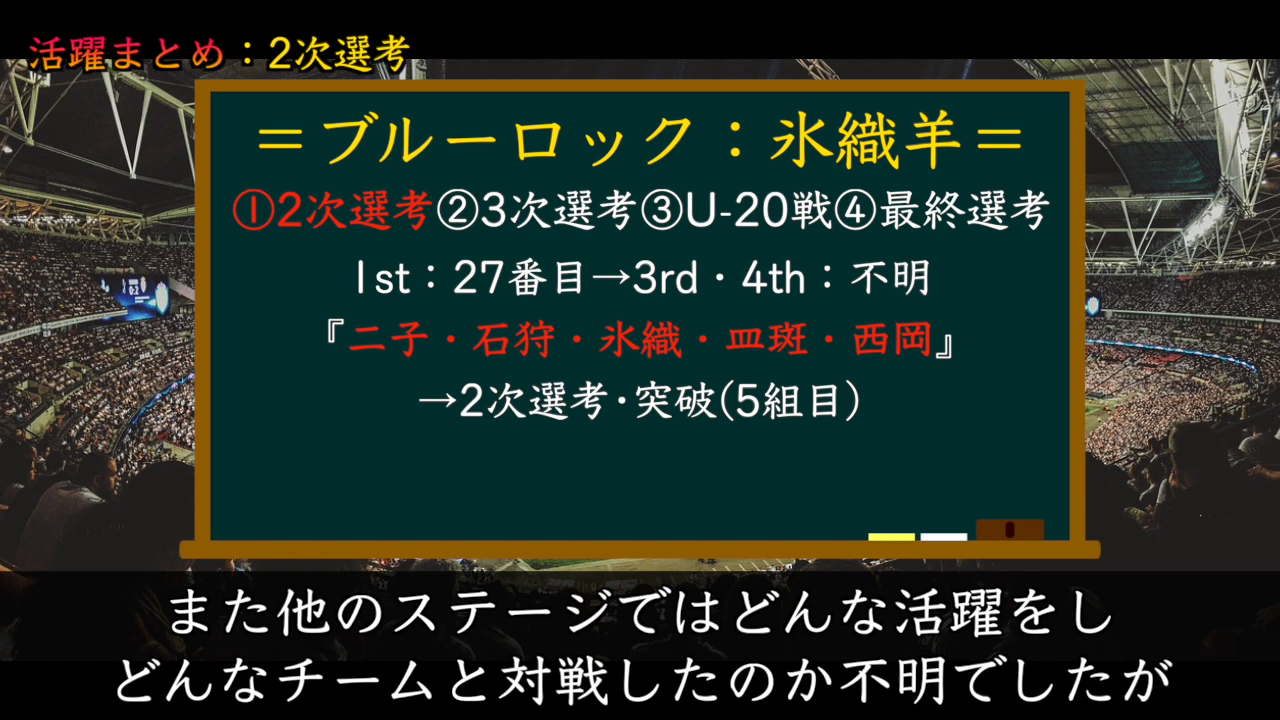 活躍まとめ：2次選考
＝ブルーロック：氷織羊＝
①2次選考②3次選考③U-20戦④最終選考
1st：27番目→3rd・4th：不明
『二子・石狩・氷織・皿斑・西岡』
→2次選考･突破(5組目)
また他のステージではどんな活躍をし
どんなチームと対戦したのか不明でしたが